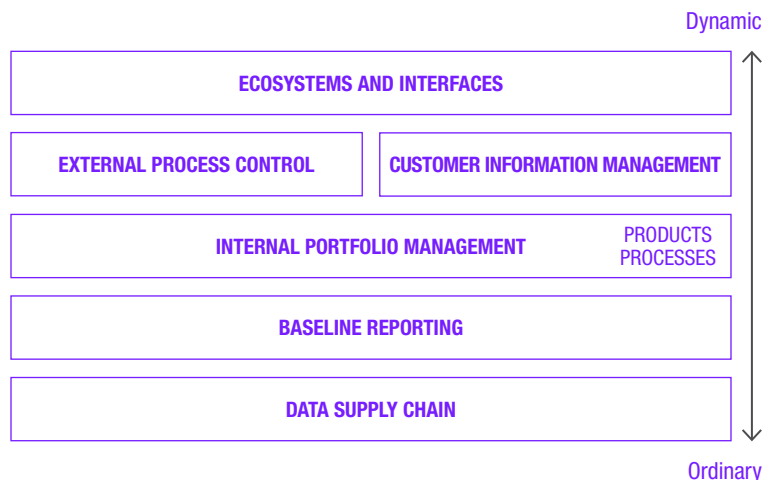 Dynamic
ECOSYSTEMS AND INTERFACES
EXTERNAL PROCESS CONTROL
CUSTOMER INFORMATION MANAGEMENT
INTERNAL PORTFOLIO MANAGEMENT
PRODUCTS
PROCESSES
BASELINE REPORTING
DATA SUPPLY CHAIN
Ordinary